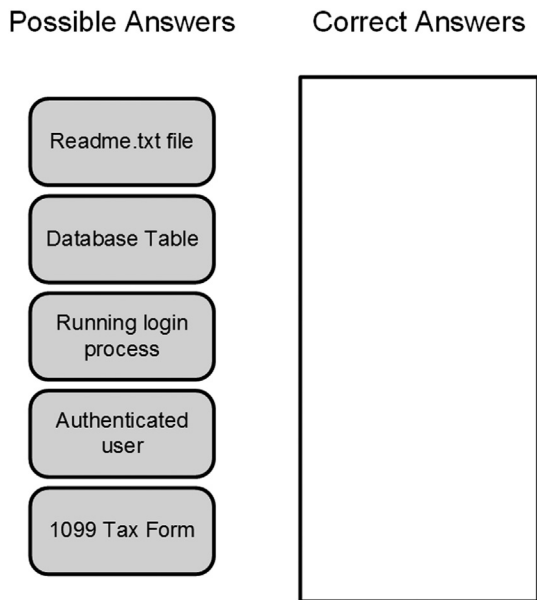 Possible Answers
Correct Answers
Readme.txt file
Database Table
Running login
process
Authenticated
user
1099 Tax Form